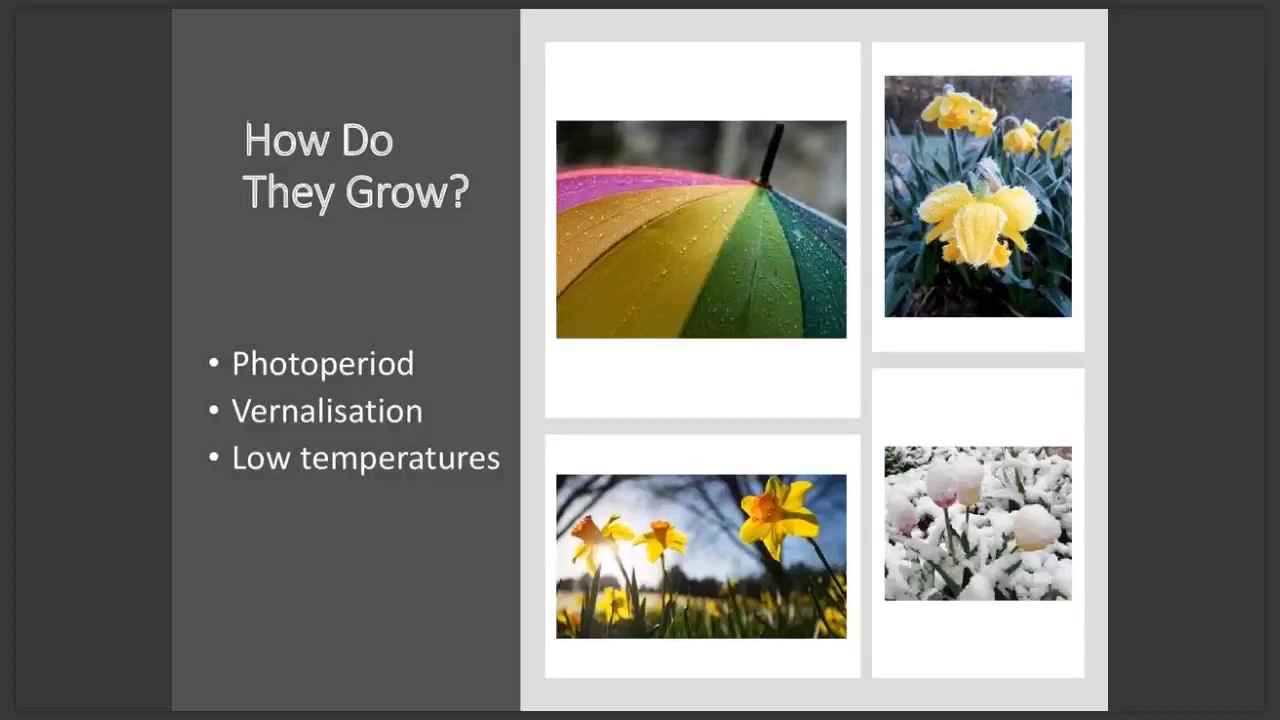 How Do
They Grow?
• Photoperiod
• Vernalisation
• Low temperatures